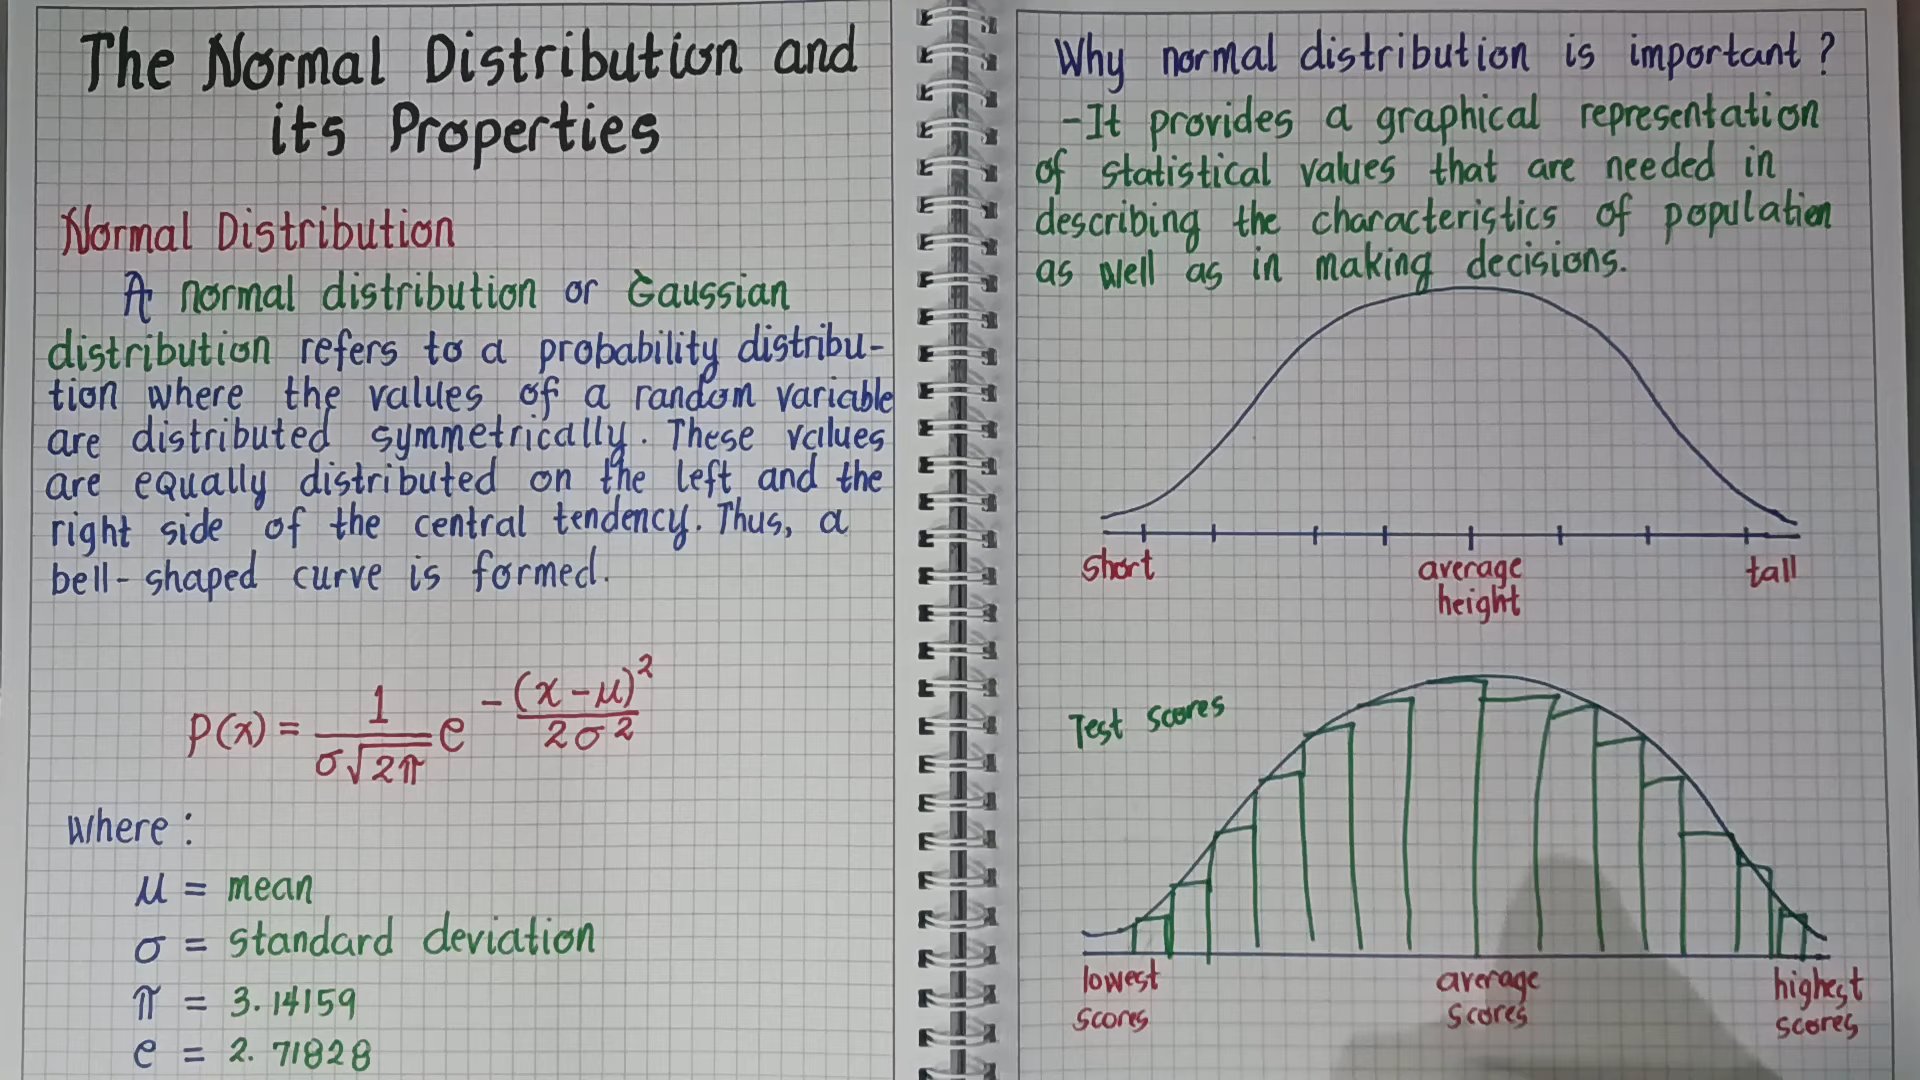 The Normal Distribution and
its Properties
Normal Distribution
A normal distribution or Gaussian
distribution refers to a probability distribu-
tion where the values of a random variable
are distributed symmetrically. These values
are equally distributed on the left and the
right side of the central tendency. Thus, a
bell-shaped curve is formed.
P(x) = 1/(σ√2π) e^(-(x-μ)²/2σ²)
Where:
μ = mean
σ = standard deviation
π = 3.14159
e = 2.71828
Why normal distribution is important?
-It provides a graphical representation
of statistical values that are needed in
describing the characteristics of population
as well as in making decisions.
short average tall
height
Test scores
lowest average highest
scores scores scores